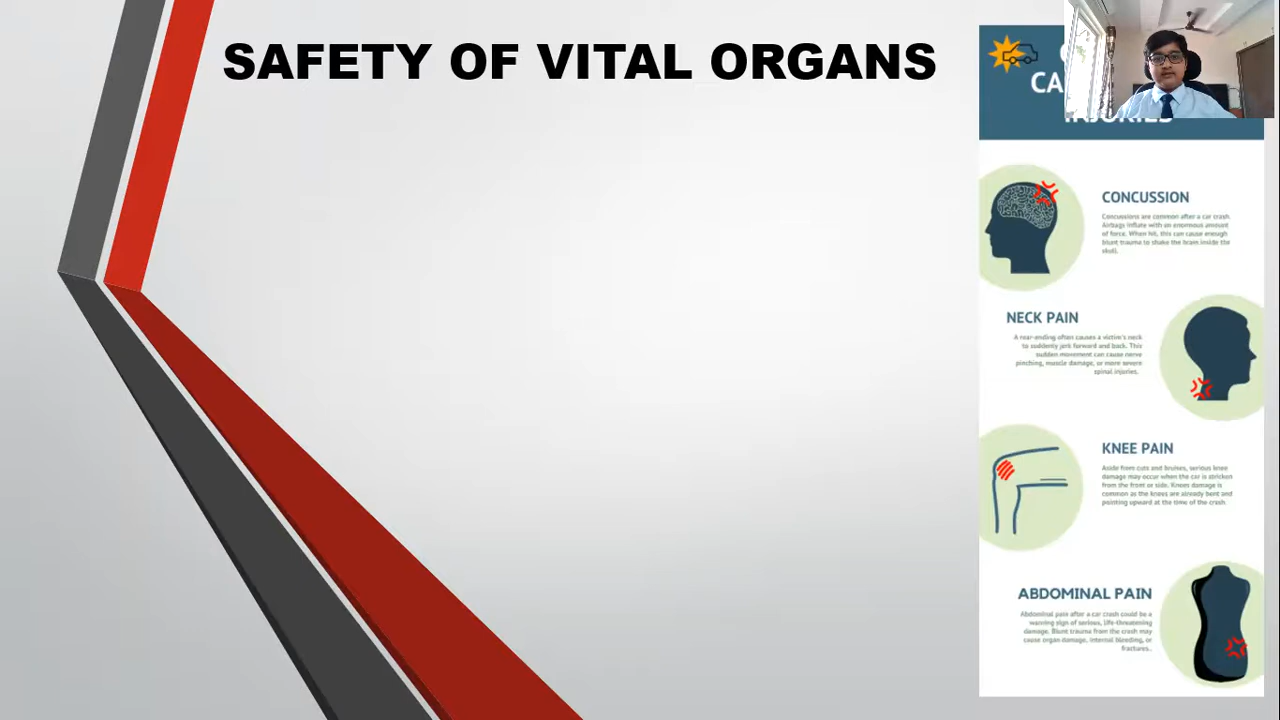 SAFETY OF VITAL ORGANS
CA
INJURIES
CONCUSSION
Concussions are common after a car crash.
Airbags inflate with an enormous amount
of force. When hit, this can cause enough
blunt trauma to shake the brain inside the
skull.
NECK PAIN
A rear-ending often causes a victim's neck
to suddenly jerk forward and back. This
sudden movement can cause nerve
pinching, muscle damage, or more severe
spinal injuries.
KNEE PAIN
Aside from cuts and bruises, serious knee
damage may occur when the car is stricken
from the front or side. Knees damage is
common as the knees are already bent and
pointing upward at the time of the crash.
ABDOMINAL PAIN
Abdominal pain after a car crash could be a
warning sign of serious, life-threatening
damage. Blunt trauma from the crash may
cause organ damage, internal bleeding, or
fractures.